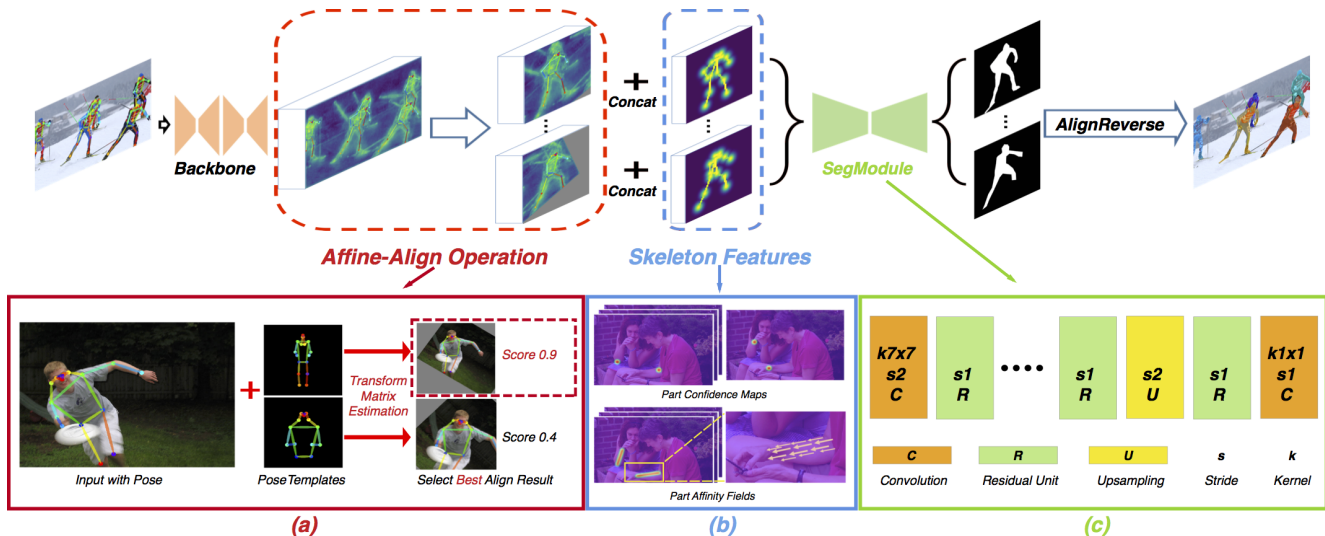 Backbone
Concat
Concat
SegModule
AlignReverse
Affine-Align Operation
Skeleton Features
Input with Pose
Pose Templates
Transform
Matrix
Estimation
Score 0.9
Score 0.4
Select Best Align Result
(a)
Part Confidence Maps
Part Affinity Fields
(b)
k7x7
s2
C
s1
R
s1
R
s2
U
s1
R
k1x1
s1
C
C
R
U
s
k
Convolution
Residual Unit
Upsampling
Stride
Kernel
(c)